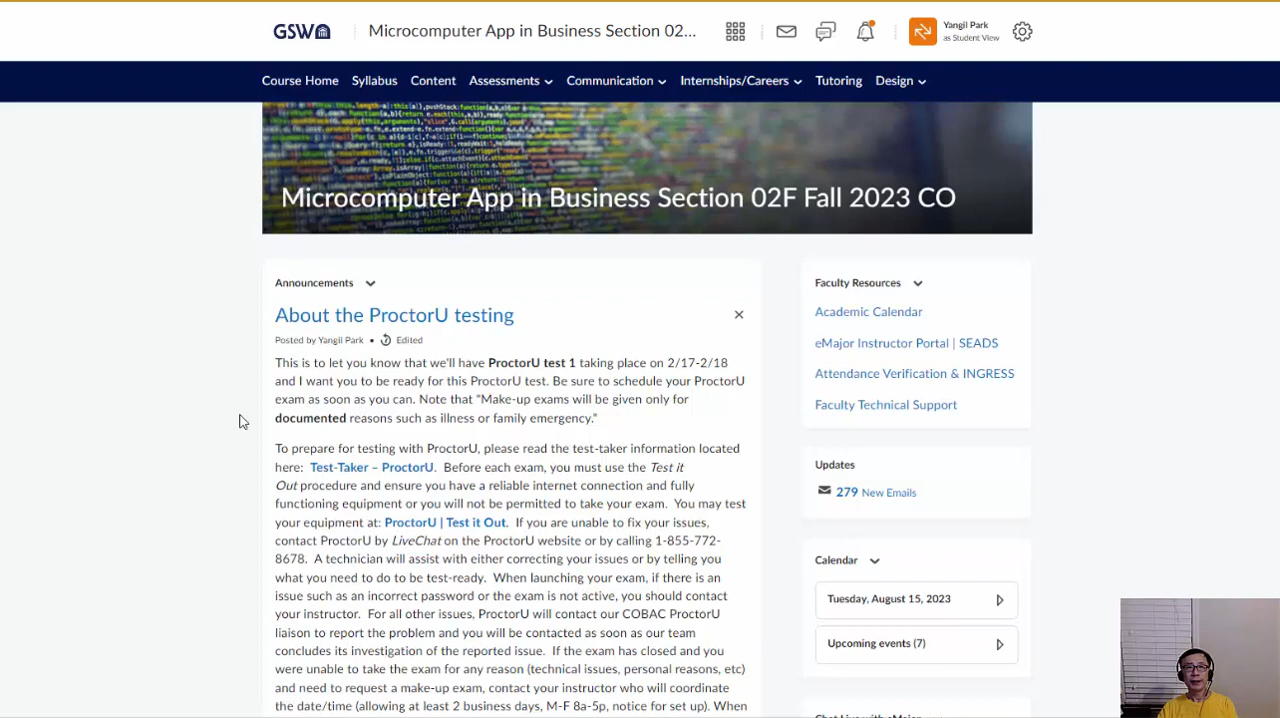 GSW
Microcomputer App in Business Section 02...
Yangil Park
as Student View
Course Home Syllabus Content Assessments Communication Internships/Careers Tutoring Design
Microcomputer App in Business Section 02F Fall 2023 CO
Announcements
About the ProctorU testing
Posted by Yangil Park • Edited
This is to let you know that we'll have ProctorU test 1 taking place on 2/17-2/18
and I want you to be ready for this ProctorU test. Be sure to schedule your ProctorU
exam as soon as you can. Note that "Make-up exams will be given only for
documented reasons such as illness or family emergency."
To prepare for testing with ProctorU, please read the test-taker information located
here: Test-Taker – ProctorU. Before each exam, you must use the Test it
Out procedure and ensure you have a reliable internet connection and fully
functioning equipment or you will not be permitted to take your exam. You may test
your equipment at: ProctorU | Test it Out. If you are unable to fix your issues,
contact ProctorU by LiveChat on the ProctorU website or by calling 1-855-772-
8678. A technician will assist with either correcting your issues or by telling you
what you need to do to be test-ready. When launching your exam, if there is an
issue such as an incorrect password or the exam is not active, you should contact
your instructor. For all other issues, ProctorU will contact our COBAC ProctorU
liaison to report the problem and you will be contacted as soon as our team
concludes its investigation of the reported issue. If the exam has closed and you
were unable to take the exam for any reason (technical issues, personal reasons, etc)
and need to request a make-up exam, contact your instructor who will coordinate
the date/time (allowing at least 2 business days, M-F 8a-5p, notice for set up). When
Faculty Resources
Academic Calendar
eMajor Instructor Portal | SEADS
Attendance Verification & INGRESS
Faculty Technical Support
Updates
279 New Emails
Calendar
Tuesday, August 15, 2023
Upcoming events (7)
Chat Live with eMajor